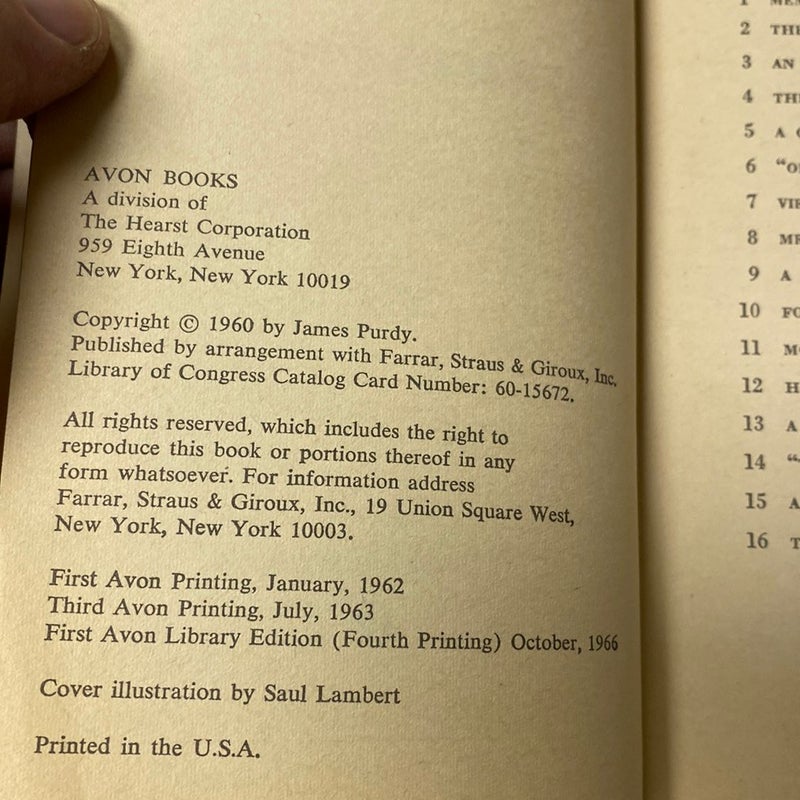 AVON BOOKS
A division of
The Hearst Corporation
959 Eighth Avenue
New York, New York 10019
Copyright © 1960 by James Purdy.
Published by arrangement with Farrar, Straus & Giroux, Inc.
Library of Congress Catalog Card Number: 60-15672.
All rights reserved, which includes the right to
reproduce this book or portions thereof in any
form whatsoever. For information address
Farrar, Straus & Giroux, Inc., 19 Union Square West,
New York, New York 10003.
First Avon Printing, January, 1962
Third Avon Printing, July, 1963
First Avon Library Edition (Fourth Printing) October, 1966
Cover illustration by Saul Lambert
Printed in the U.S.A.
1
2 THE
3 AN
4
5 A
6
7
8
9 A
10
11
12
13 A
14
15
16